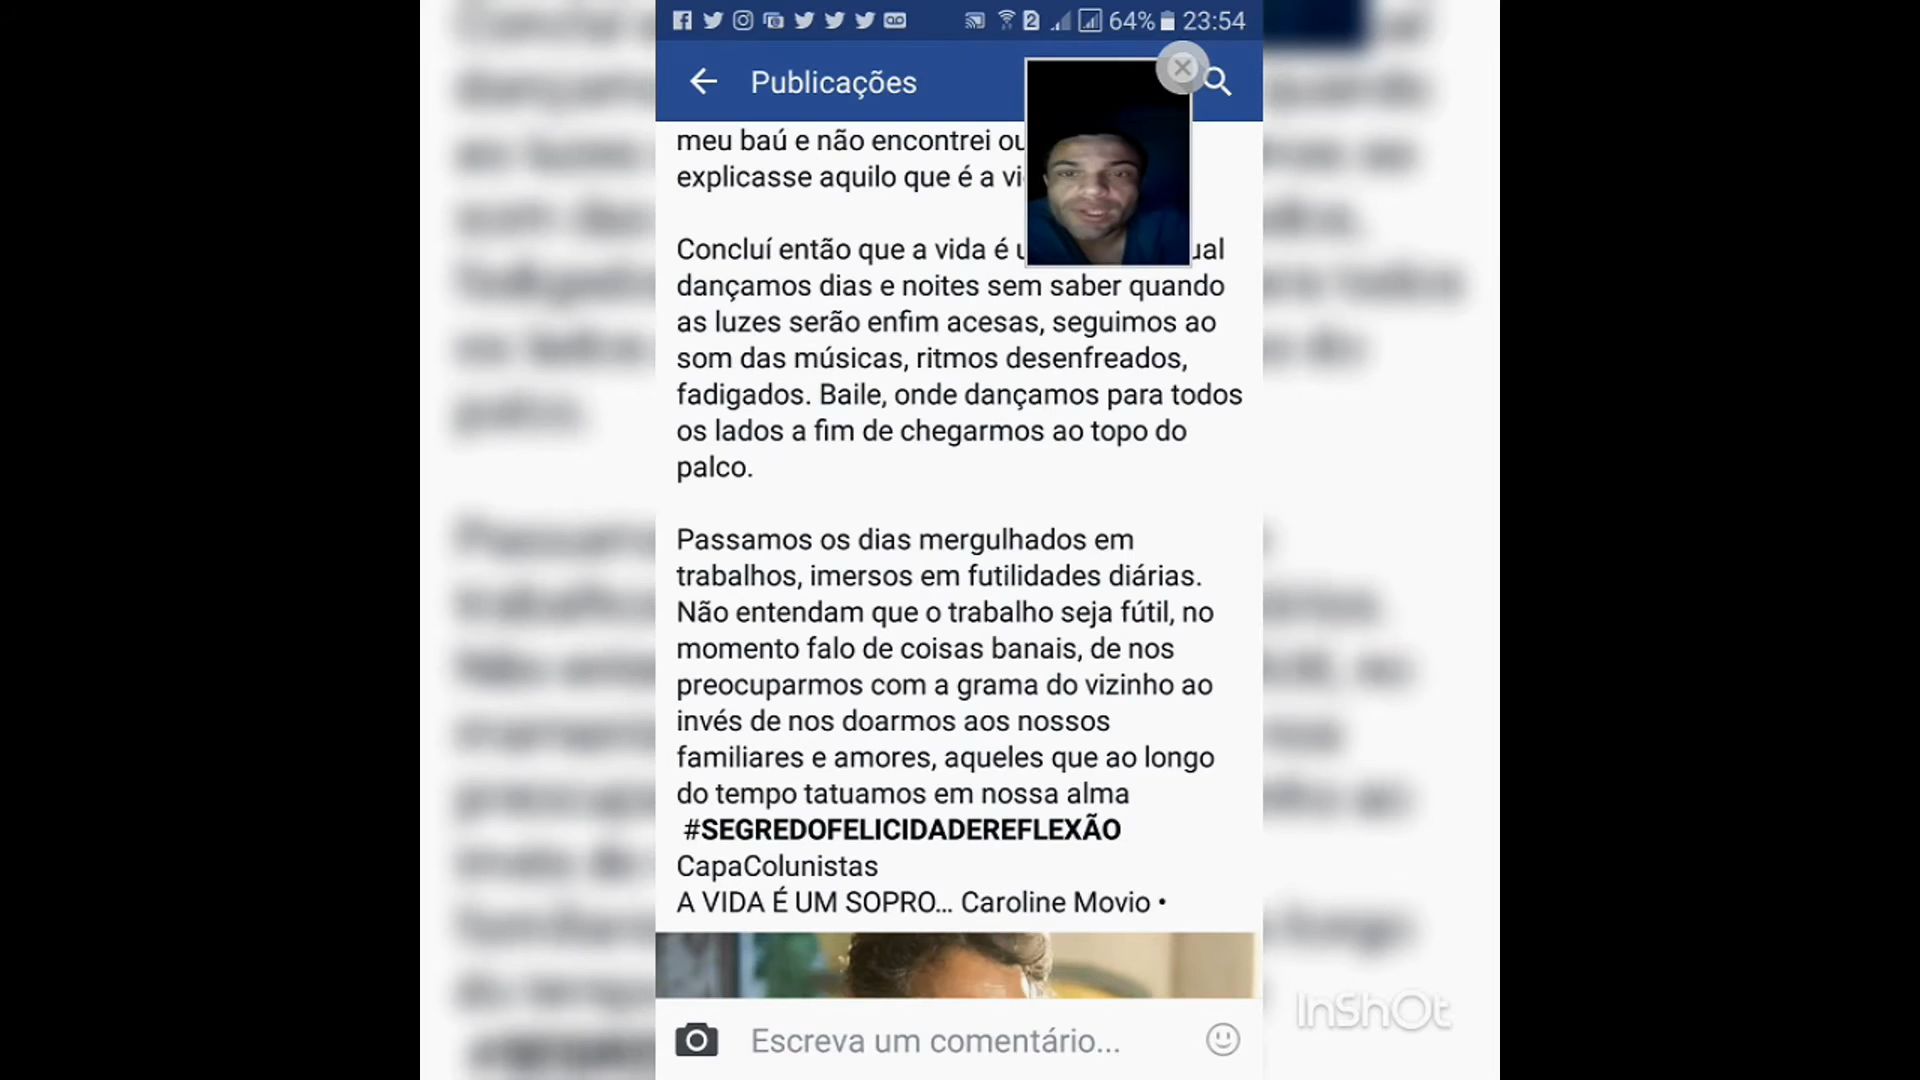 64% 23:54
Publicações
meu baú e não encontrei
explicasse aquilo que é a
Concluí então que a vida é
dançamos dias e noites sem saber quando
as luzes serão enfim acesas, seguimos ao
som das músicas, ritmos desenfreados,
fadigados. Baile, onde dançamos para todos
os lados a fim de chegarmos ao topo do
palco.
Passamos os dias mergulhados em
trabalhos, imersos em futilidades diárias.
Não entendam que o trabalho seja fútil, no
momento falo de coisas banais, de nos
preocuparmos com a grama do vizinho ao
invés de nos doarmos aos nossos
familiares e amores, aqueles que ao longo
do tempo tatuamos em nossa alma
#SEGREDOFELICIDADEREFLEXÃO
CapaColunistas
A VIDA É UM SOPRO... Caroline Movio •
Escreva um comentário...
InShOt